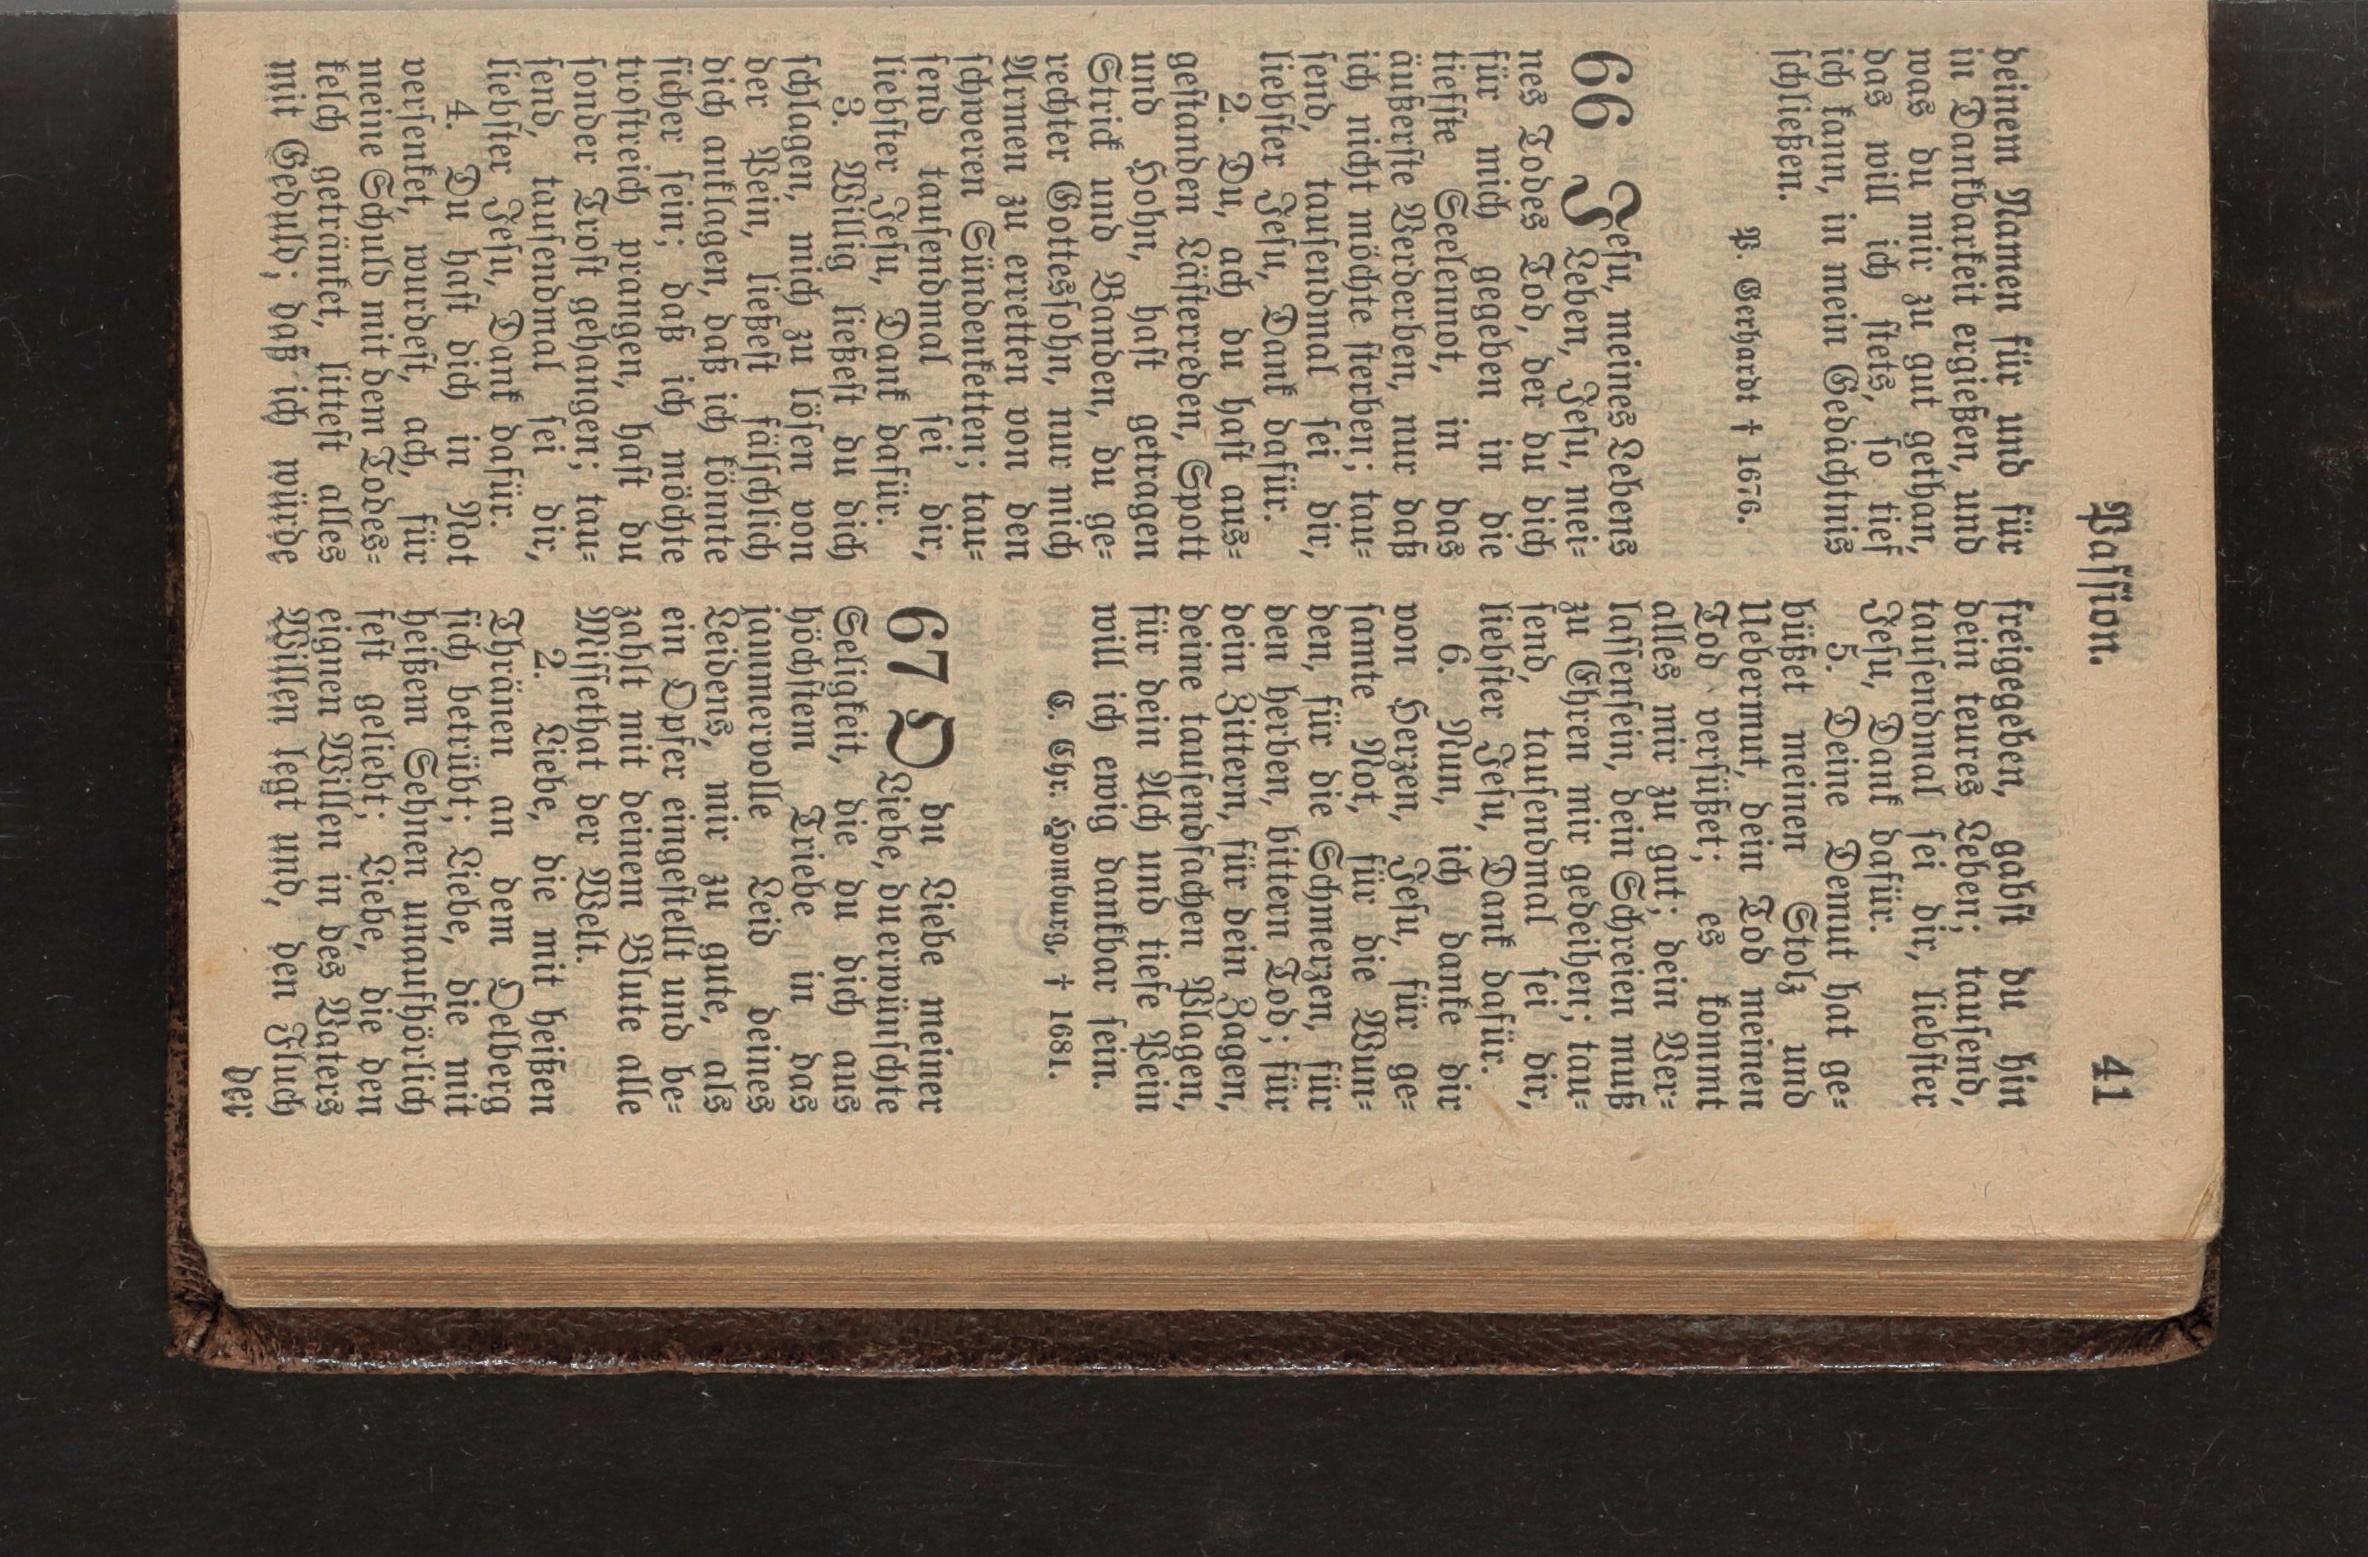 Passion.
41
deinem Namen für und für
in Dankbarkeit ergießen, und
was du mir zu gut gethan,
das will ich stets, so tief
ich kann, in mein Gedächtnis
schließen.
P. Gerhardt † 1676.
66 Jesu, meines Lebens
Leben, Jesu, mei-
nes Todes Tod, der du dich
für mich gegeben in die
tiefste Seelennot, in das
äußerste Verderben, nur daß
ich nicht möchte sterben; tau-
send, tausendmal sei dir,
liebster Jesu, Dank dafür.
2. Du, ach du hast aus-
gestanden Lästerreden, Spott
und Hohn, hast getragen
Strick und Banden, du ge-
rechter Gottessohn, nur mich
Armen zu erretten von den
schweren Sündenketten; tau-
send tausendmal sei dir,
liebster Jesu, Dank dafür.
3. Willig ließest du dich
schlagen, mich zu lösen von
der Pein, ließest fälschlich
dich anklagen, daß ich könnte
sicher sein; daß ich möchte
trostreich prangen, hast du
sonder Trost gehangen; tau-
send, tausendmal sei dir,
liebster Jesu, Dank dafür.
4. Du hast dich in Not
versenket, wurdest, ach, für
meine Schuld mit dem Todes-
kelch getränket, littest alles
mit Geduld; daß ich würde
freigegeben, gabst du hin
dein teures Leben; tausend,
tausendmal sei dir, liebster
Jesu, Dank dafür.
5. Deine Demut hat ge-
büßet meinen Stolz und
Uebermut, dein Tod meinen
Tod versüßet; es kommt
alles mir zu gut; dein Ver-
lassensein, dein Schreien muß
zu Ehren mir gedeihen; tau-
send, tausendmal sei dir,
liebster Jesu, Dank dafür.
6. Nun, ich danke dir
von Herzen, Jesu, für ge-
samte Not, für die Wun-
den, für die Schmerzen, für
den herben, bittern Tod; für
dein Zittern, für dein Zagen,
deine tausendfachen Plagen,
für dein Ach und tiefe Pein
will ich ewig dankbar sein.
E. Chr. Homburg, † 1681.
67 O du Liebe meiner
Liebe, du erwünschte
Seligkeit, die du dich aus
höchstem Triebe in das
jammervolle Leid deines
Leidens, mir zu gute, als
ein Opfer eingestellt und be-
zahlt mit deinem Blute alle
Missethat der Welt.
2. Liebe, die mit heißen
Thränen an dem Oelberg
sich betrübt; Liebe, die mit
heißem Sehnen unaufhörlich
fest geliebt; Liebe, die den
eignen Willen in des Vaters
Willen legt und, den Fluch
der